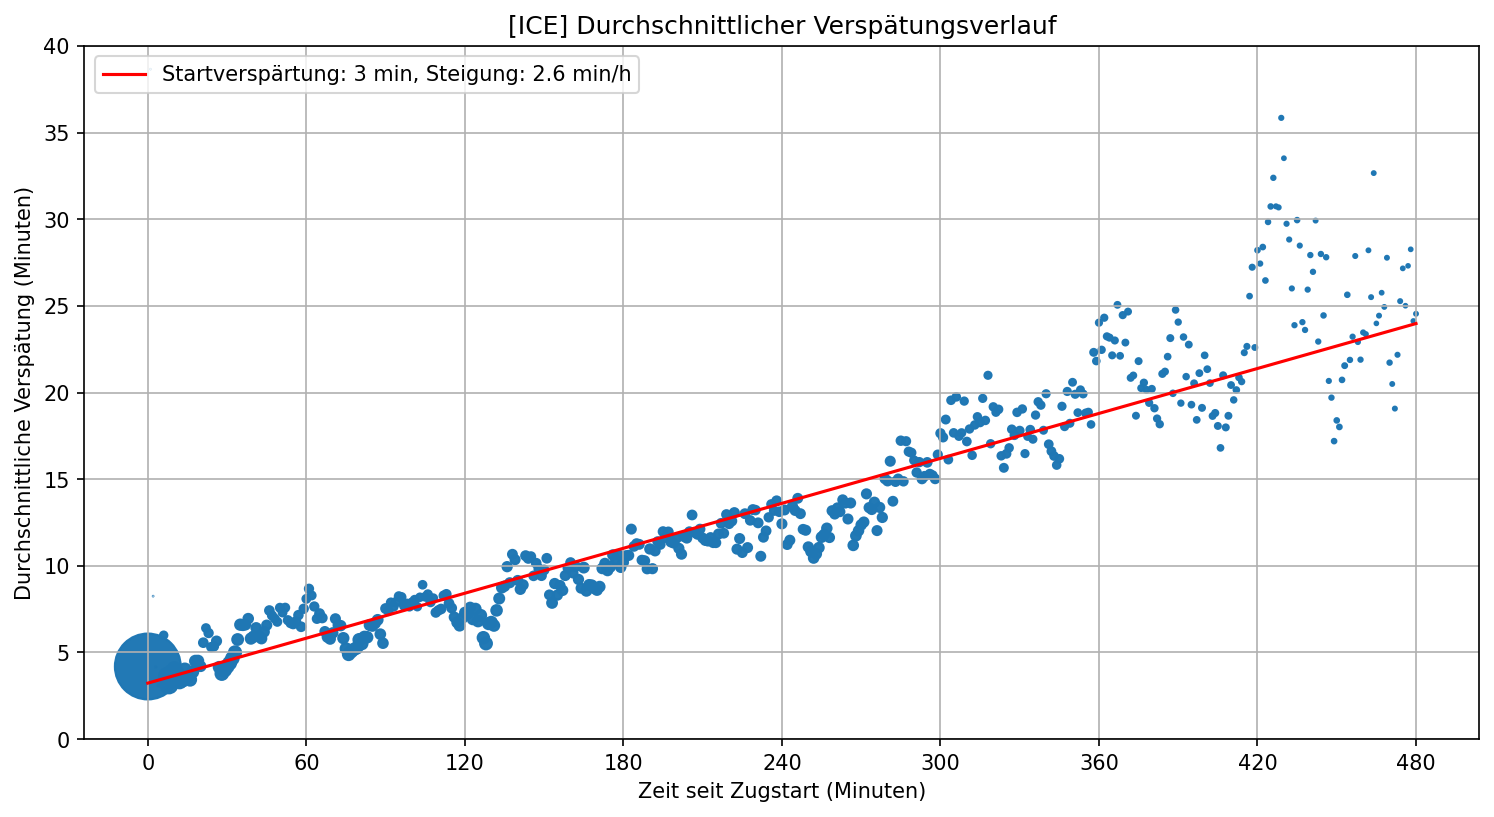 [ICE] Durchschnittlicher Verspätungsverlauf
Startverspärtung: 3 min, Steigung: 2.6 min/h
Durchschnittliche Verspätung (Minuten)
40
35
30
25
20
15
10
5
0
0 60 120 180 240 300 360 420 480
Zeit seit Zugstart (Minuten)